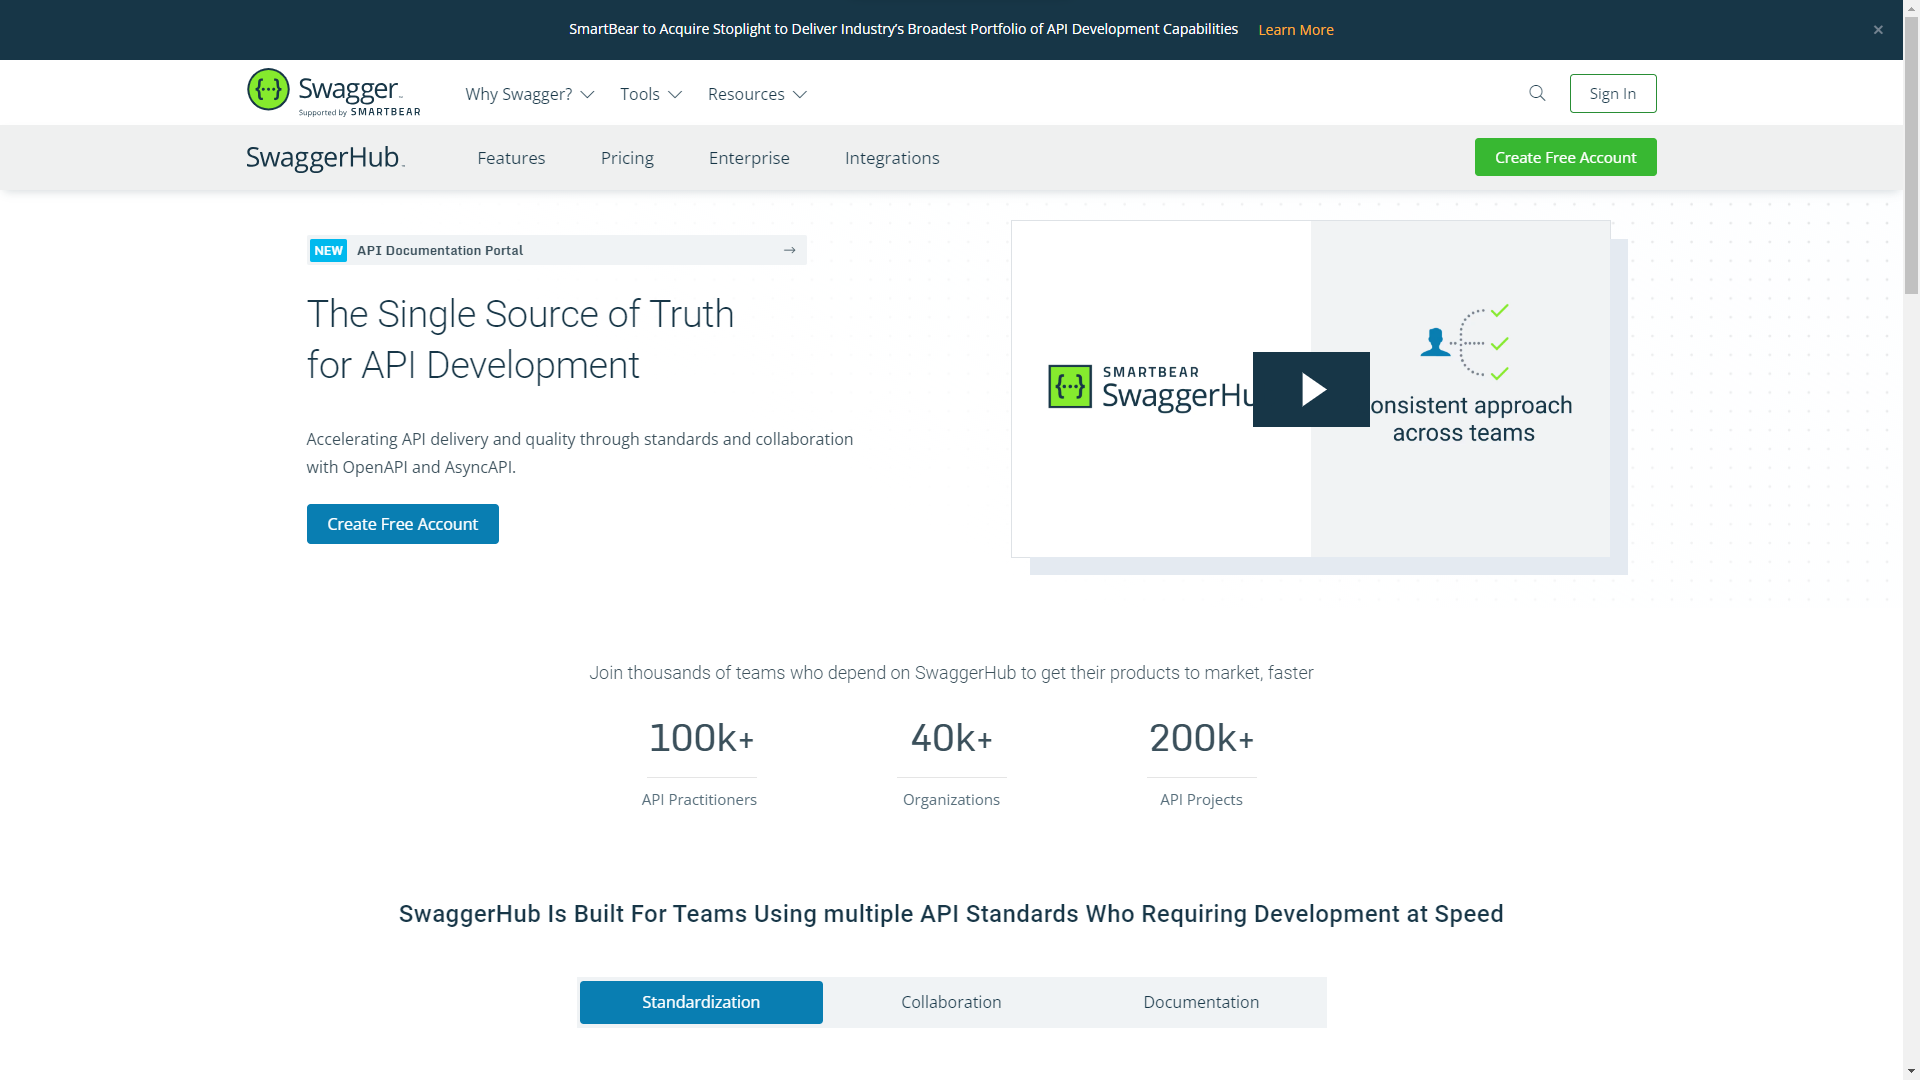 SmartBear to Acquire Stoplight to Deliver Industry’s Broadest Portfolio of API Development Capabilities Learn More ×
{...} Swagger™
Supported by SMARTBEAR
Why Swagger? Tools Resources Sign In
SwaggerHub™ Features Pricing Enterprise Integrations Create Free Account
NEW API Documentation Portal →
The Single Source of Truth
for API Development
Accelerating API delivery and quality through standards and collaboration
with OpenAPI and AsyncAPI.
Create Free Account
{...} SMARTBEAR
SwaggerHu
onsistent approach
across teams
Join thousands of teams who depend on SwaggerHub to get their products to market, faster
100k+ 40k+ 200k+
API Practitioners Organizations API Projects
SwaggerHub Is Built For Teams Using multiple API Standards Who Requiring Development at Speed
Standardization Collaboration Documentation